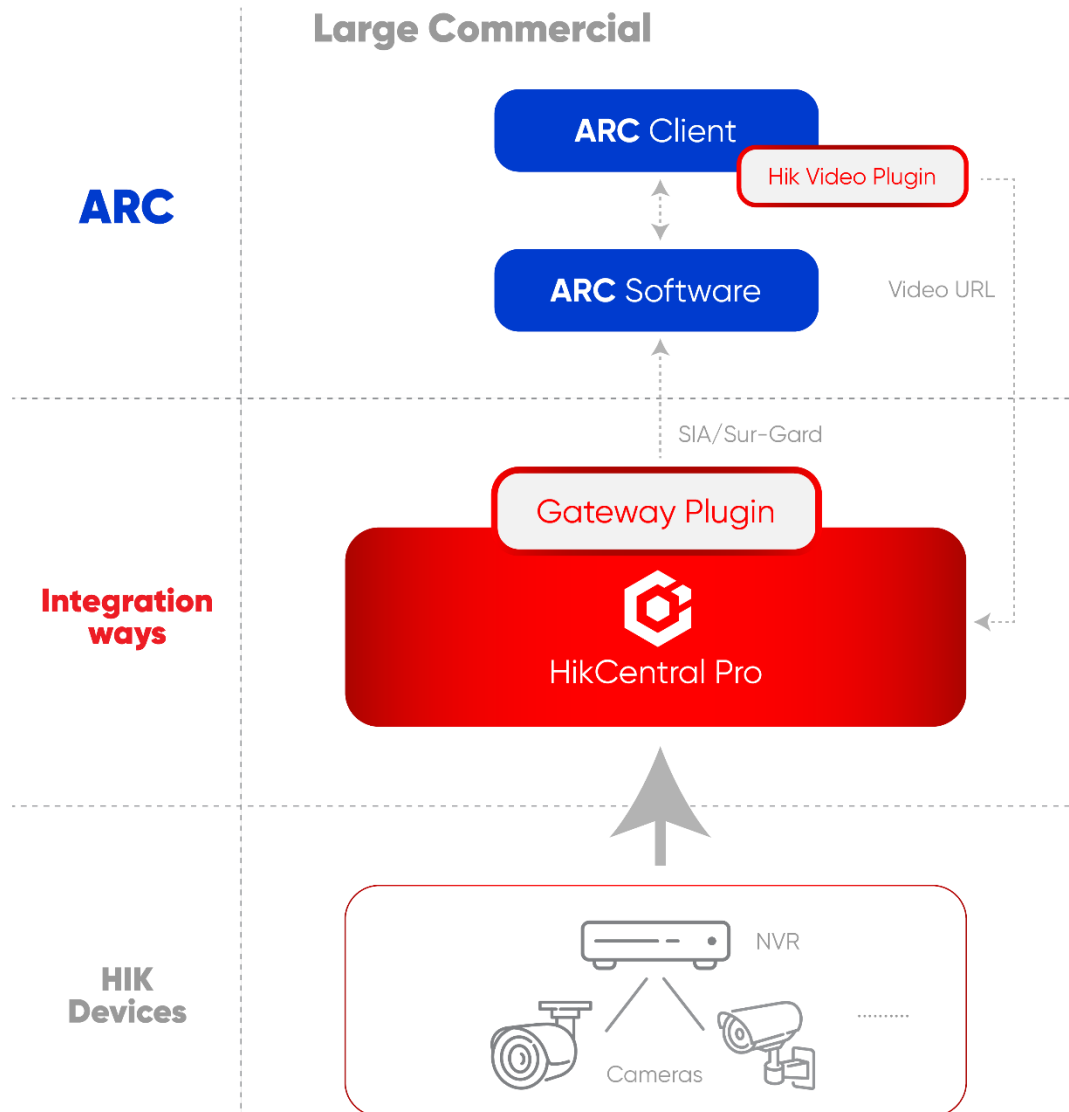 Large Commercial
ARC Client
Hik Video Plugin
ARC
ARC Software
Video URL
SIA/Sur-Gard
Gateway Plugin
Integration
ways
HikCentral Pro
NVR
HIK
Devices
Cameras